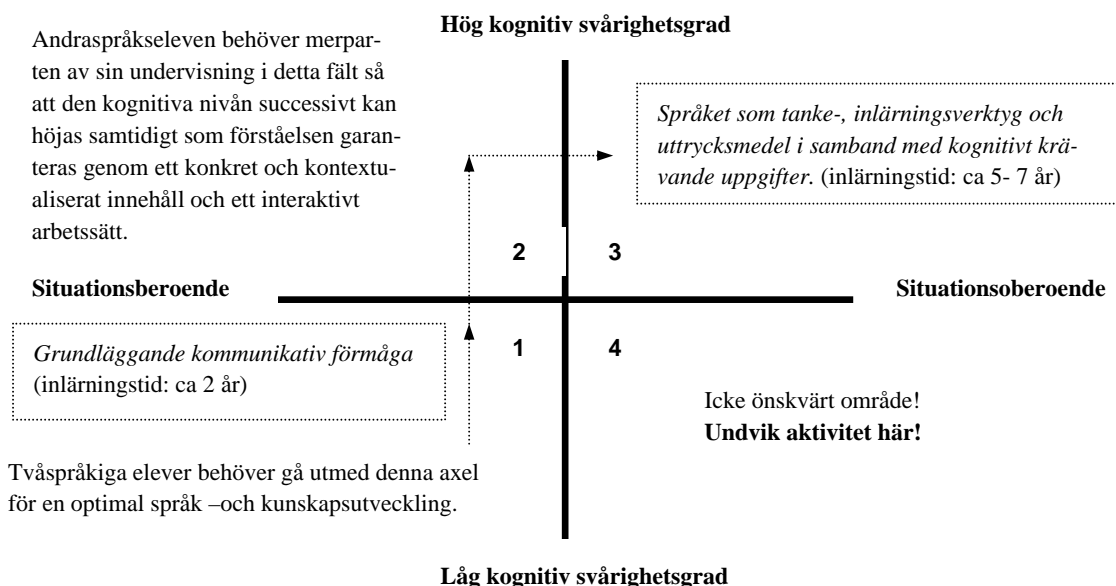 Hög kognitiv svårighetsgrad
Andraspråkseleven behöver merpar-
ten av sin undervisning i detta fält så
att den kognitiva nivån successivt kan
höjas samtidigt som förståelsen garan-
teras genom ett konkret och kontextu-
aliserat innehåll och ett interaktivt
arbetssätt.
Språket som tanke-, inlärningsverktyg och
uttrycksmedel i samband med kognitivt krä-
vande uppgifter. (inlärningstid: ca 5- 7 år)
2 3
Situationsberoende Situationsoberoende
1 4
Grundläggande kommunikativ förmåga
(inlärningstid: ca 2 år)
Icke önskvärt område!
Undvik aktivitet här!
Tvåspråkiga elever behöver gå utmed denna axel
för en optimal språk –och kunskapsutveckling.
Låg kognitiv svårighetsgrad